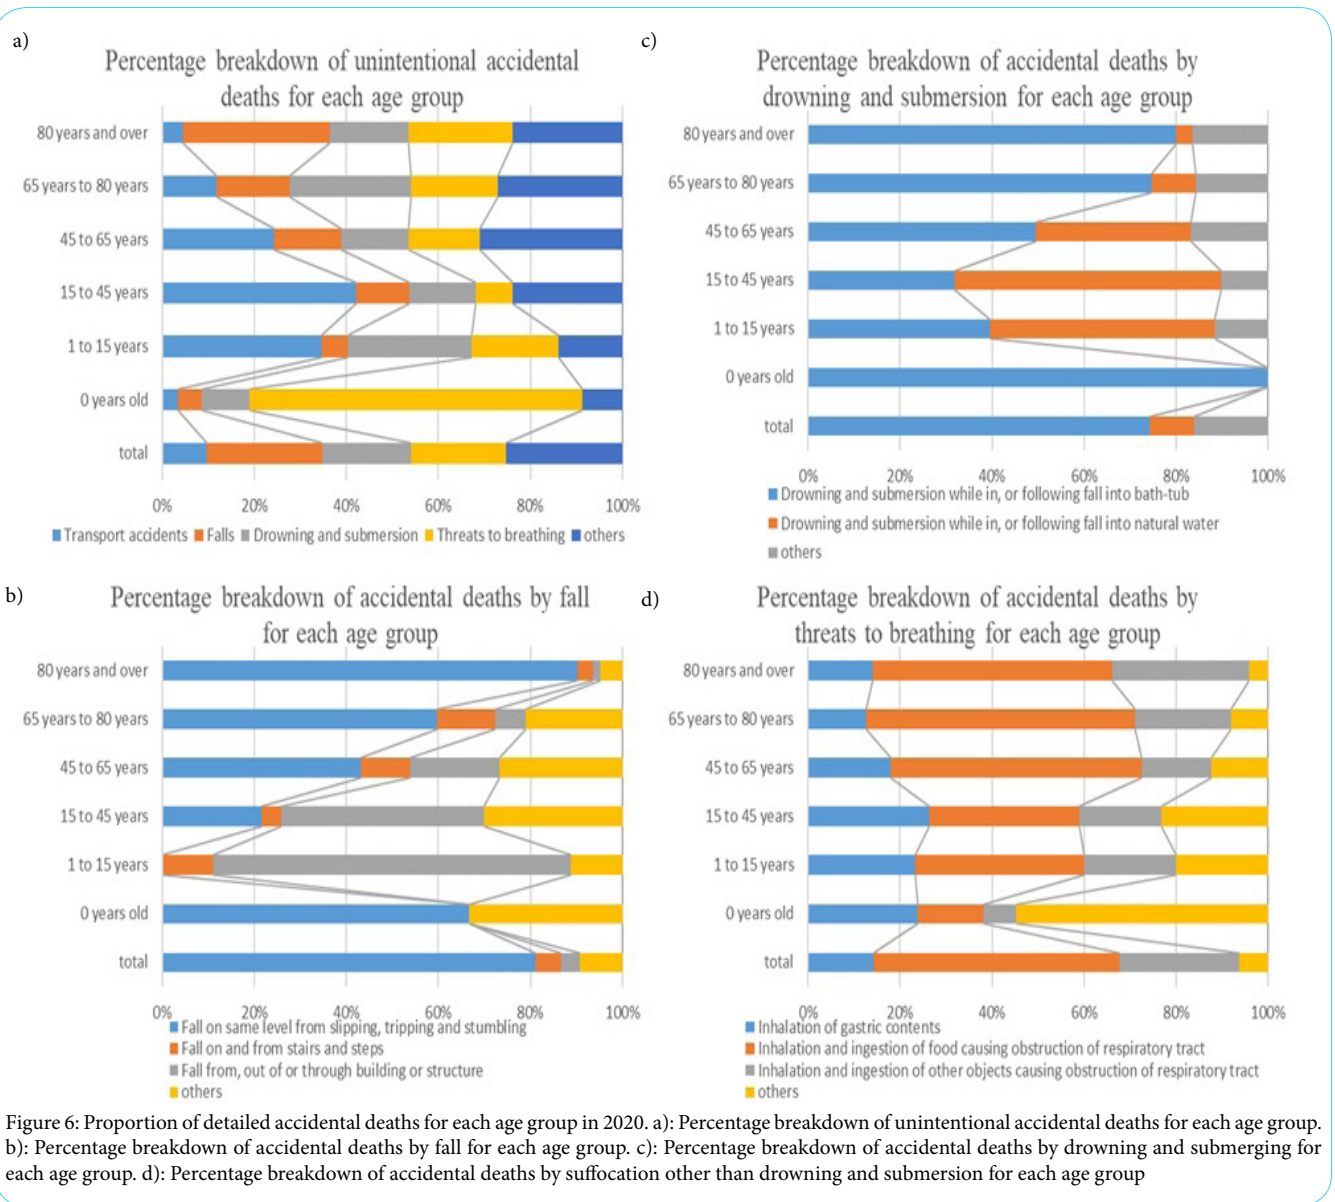 a)
Percentage breakdown of unintentional accidental
deaths for each age group
80 years and over
65 years to 80 years
45 to 65 years
15 to 45 years
1 to 15 years
0 years old
total
0% 20% 40% 60% 80% 100%
Transport accidents Falls Drowning and submersion Threats to breathing others
c)
Percentage breakdown of accidental deaths by
drowning and submersion for each age group
80 years and over
65 years to 80 years
45 to 65 years
15 to 45 years
1 to 15 years
0 years old
total
0% 20% 40% 60% 80% 100%
Drowning and submersion while in, or following fall into bath-tub
Drowning and submersion while in, or following fall into natural water
others
b)
Percentage breakdown of accidental deaths by fall
for each age group
80 years and over
65 years to 80 years
45 to 65 years
15 to 45 years
1 to 15 years
0 years old
total
0% 20% 40% 60% 80% 100%
Fall on same level from slipping, tripping and stumbling
Fall on and from stairs and steps
Fall from, out of or through building or structure
others
d)
Percentage breakdown of accidental deaths by
threats to breathing for each age group
80 years and over
65 years to 80 years
45 to 65 years
15 to 45 years
1 to 15 years
0 years old
total
0% 20% 40% 60% 80% 100%
Inhalation of gastric contents
Inhalation and ingestion of food causing obstruction of respiratory tract
Inhalation and ingestion of other objects causing obstruction of respiratory tract
others
Figure 6: Proportion of detailed accidental deaths for each age group in 2020. a): Percentage breakdown of unintentional accidental deaths for each age group.
b): Percentage breakdown of accidental deaths by fall for each age group. c): Percentage breakdown of accidental deaths by drowning and submerging for
each age group. d): Percentage breakdown of accidental deaths by suffocation other than drowning and submersion for each age group